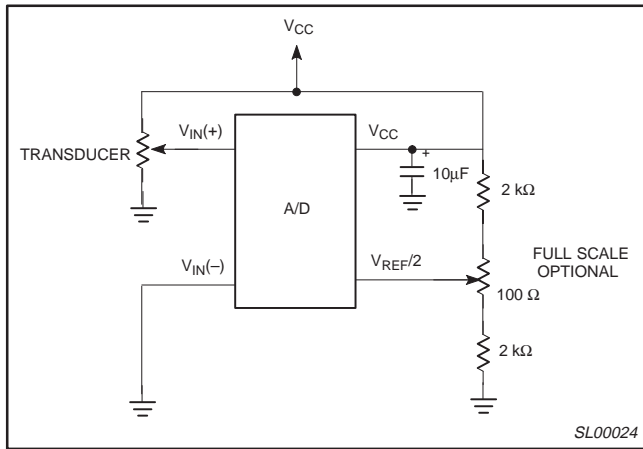 VCC
VIN(+)
VCC
TRANSDUCER
+
10μF
2 kΩ
A/D
FULL SCALE
OPTIONAL
VIN(–)
VREF/2
100 Ω
2 kΩ
SL00024